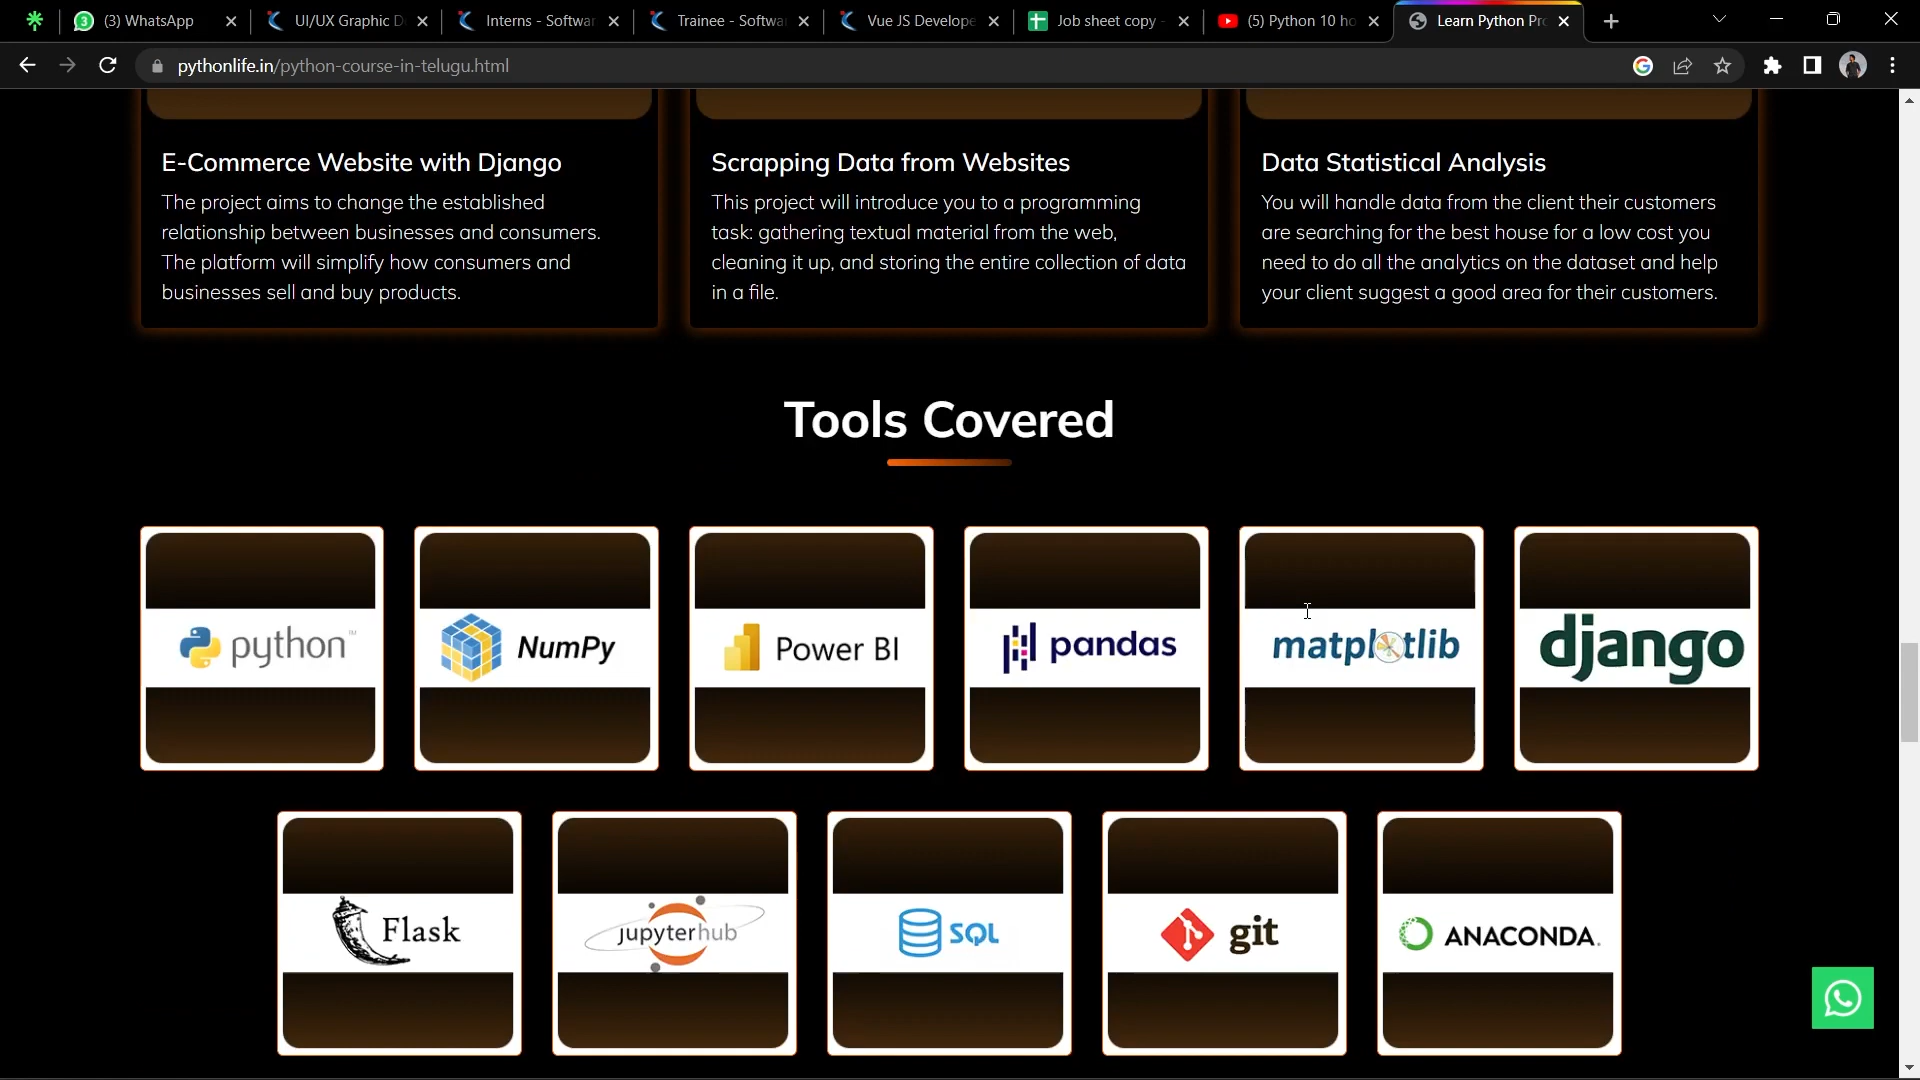 (3) WhatsApp
UI/UX Graphic D
Interns - Softwar
Trainee - Softwa
Vue JS Develope
Job sheet copy -
(5) Python 10 ho
Learn Python Pro
pythonlife.in/python-course-in-telugu.html
E-Commerce Website with Django
The project aims to change the established
relationship between businesses and consumers.
The platform will simplify how consumers and
businesses sell and buy products.
Scrapping Data from Websites
This project will introduce you to a programming
task: gathering textual material from the web,
cleaning it up, and storing the entire collection of data
in a file.
Data Statistical Analysis
You will handle data from the client their customers
are searching for the best house for a low cost you
need to do all the analytics on the dataset and help
your client suggest a good area for their customers.
Tools Covered
python™
NumPy
Power BI
pandas
matplotlib
django
Flask
jupyterhub
SQL
git
ANACONDA.